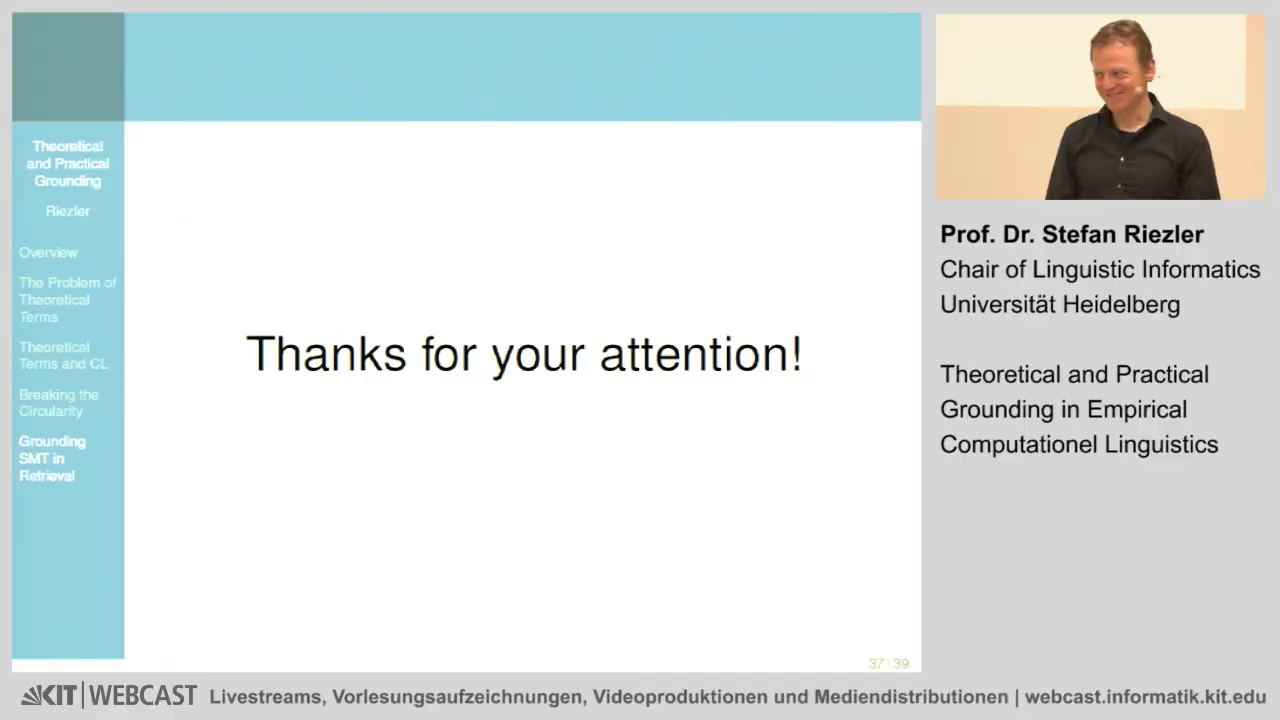 Theoretical
and Practical
Grounding
Riezler
Overview
The Problem of
Theoretical
Terms
Theoretical
Terms and CL
Breaking the
Circularity
Grounding
SMT in
Retrieval
Thanks for your attention!
37 / 39
Prof. Dr. Stefan Riezler
Chair of Linguistic Informatics
Universität Heidelberg
Theoretical and Practical
Grounding in Empirical
Computationel Linguistics
KIT | WEBCAST Livestreams, Vorlesungsaufzeichnungen, Videoproduktionen und Mediendistributionen | webcast.informatik.kit.edu